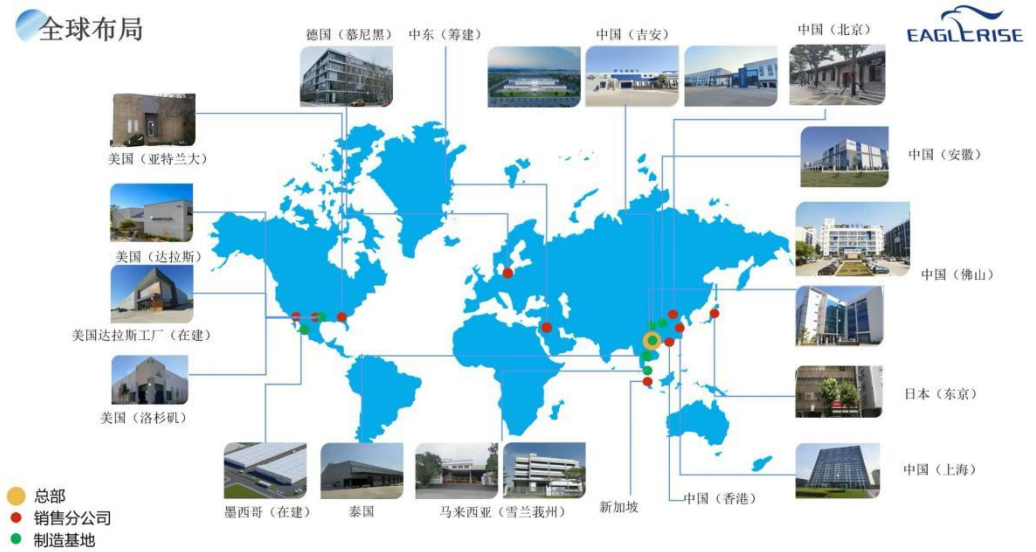 全球布局
EAGLERISE
德国（慕尼黑）
中东（筹建）
中国（吉安）
中国（北京）
美国（亚特兰大）
中国（安徽）
美国（达拉斯）
中国（佛山）
美国达拉斯工厂（在建）
美国（洛杉矶）
日本（东京）
中国（上海）
墨西哥（在建）
泰国
马来西亚（雪兰莪州）
新加坡
中国（香港）
总部
销售分公司
制造基地